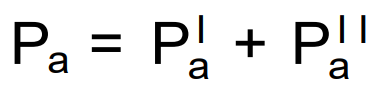 Pₐ = Pₐᴵ + Pₐᴵᴵ